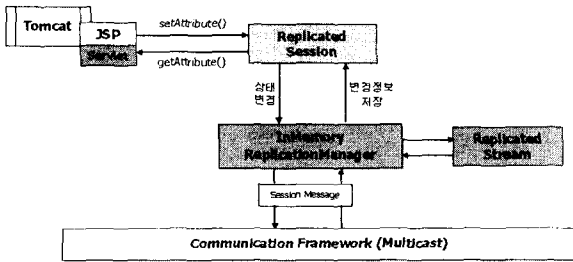 Tomcat
JSP
Servlet
setAttribute()
getAttribute()
Replicated
Session
상태
변경
변경정보
저장
InMemory
ReplicationManager
Replicated
Stream
Session Message
Communication Framework (Multicast)